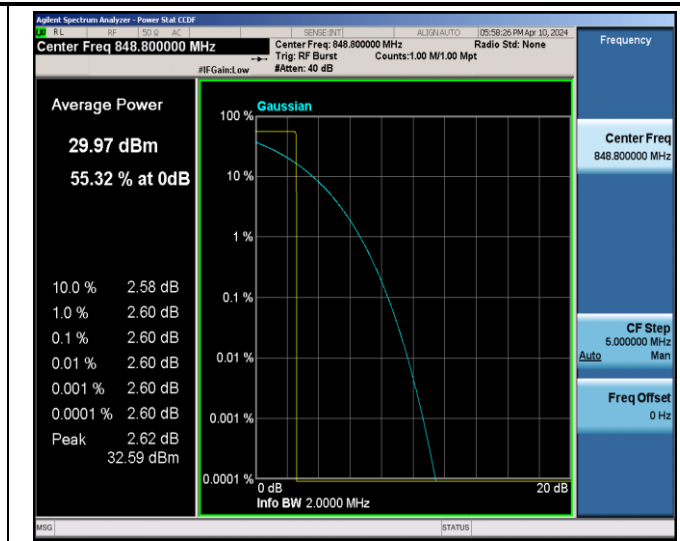 Agilent Spectrum Analyzer - Power Stat CCDF
RL RF 50 Ω AC SENSE:INT ALIGNAUTO 05:58:26 PM Apr 10, 2024
Center Freq 848.800000 MHz
Center Freq: 848.800000 MHz Radio Std: None
Trig: RF Burst Counts:1.00 M/1.00 Mpt
#IFGain:Low #Atten: 40 dB
Frequency
Average Power
29.97 dBm
55.32 % at 0dB
10.0 % 2.58 dB
1.0 % 2.60 dB
0.1 % 2.60 dB
0.01 % 2.60 dB
0.001 % 2.60 dB
0.0001 % 2.60 dB
Peak 2.62 dB
32.59 dBm
Gaussian
100 %
10 %
1 %
0.1 %
0.01 %
0.001 %
0.0001 %
0 dB 20 dB
Info BW 2.0000 MHz
Center Freq
848.800000 MHz
CF Step
5.000000 MHz
Auto Man
Freq Offset
0 Hz
MSG STATUS